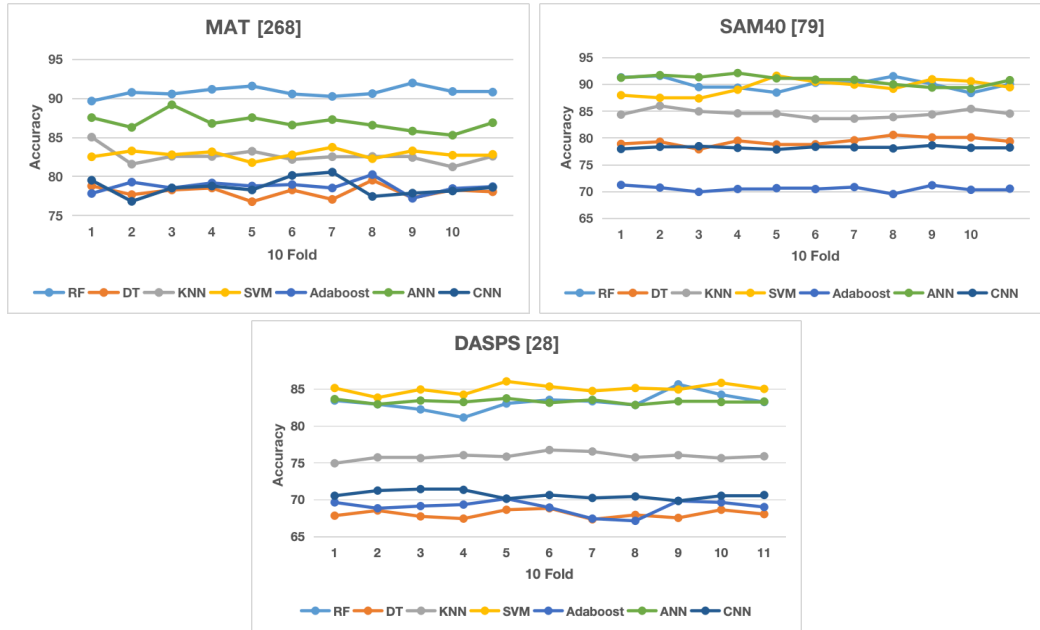 MAT [268]
95
90
85
80
75
Accuracy
1 2 3 4 5 6 7 8 9 10
10 Fold
RF DT KNN SVM Adaboost ANN CNN
SAM40 [79]
95
90
85
80
75
70
65
Accuracy
1 2 3 4 5 6 7 8 9 10
10 Fold
RF DT KNN SVM Adaboost ANN CNN
DASPS [28]
85
80
75
70
65
Accuracy
1 2 3 4 5 6 7 8 9 10 11
10 Fold
RF DT KNN SVM Adaboost ANN CNN